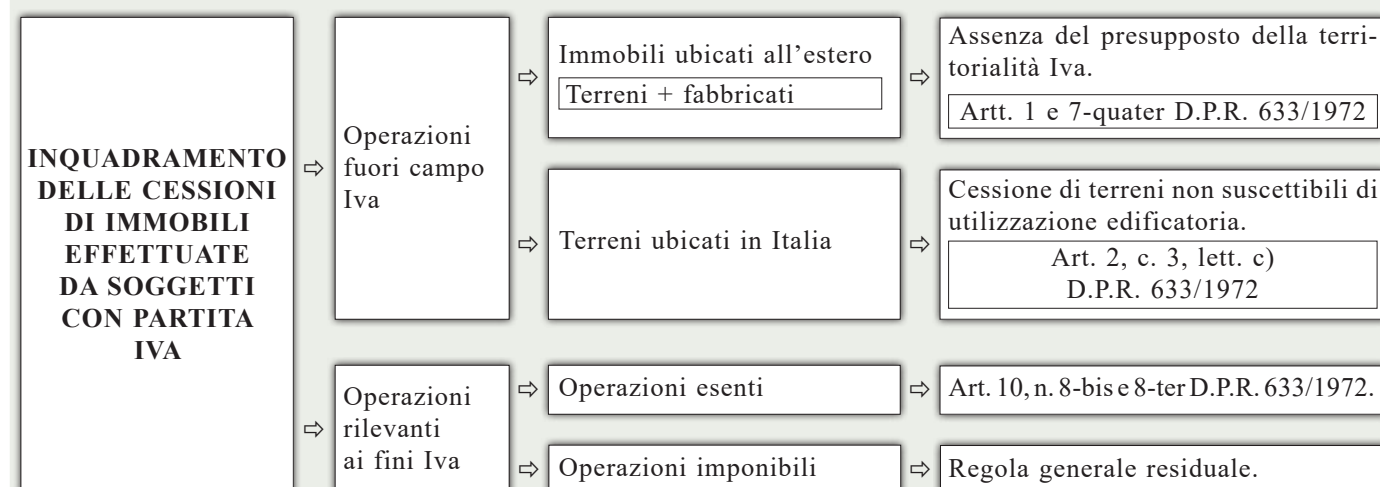 INQUADRAMENTO
DELLE CESSIONI
DI IMMOBILI
EFFETTUATE
DA SOGGETTI
CON PARTITA
IVA
⇨
Operazioni
fuori campo
Iva
⇨
Immobili ubicati all’estero
Terreni + fabbricati
⇨
Assenza del presupposto della terri-
torialità Iva.
Artt. 1 e 7-quater D.P.R. 633/1972
⇨
Terreni ubicati in Italia
⇨
Cessione di terreni non suscettibili di
utilizzazione edificatoria.
Art. 2, c. 3, lett. c)
D.P.R. 633/1972
⇨
Operazioni
rilevanti
ai fini Iva
⇨
Operazioni esenti
⇨
Art. 10, n. 8-bis e 8-ter D.P.R. 633/1972.
⇨
Operazioni imponibili
⇨
Regola generale residuale.